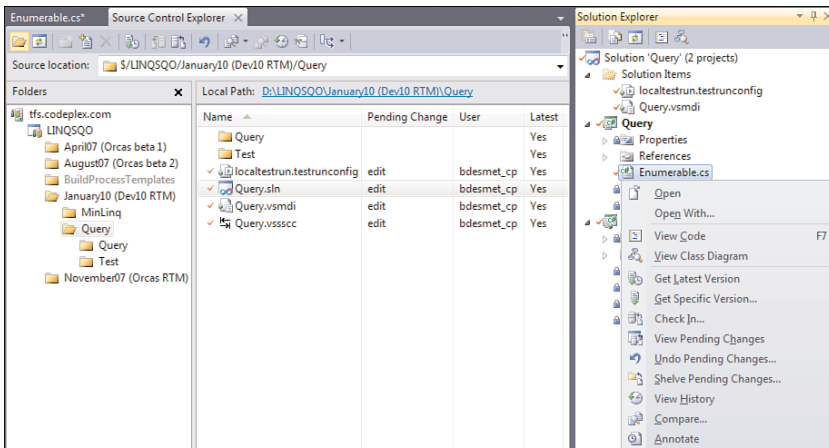 Enumerable.cs* Source Control Explorer
Source location: $/LINQSQO/January10 (Dev10 RTM)/Query
Folders
tfs.codeplex.com
LINQSQO
April07 (Orcas beta 1)
August07 (Orcas beta 2)
BuildProcessTemplates
January10 (Dev10 RTM)
MinLinq
Query
Query
Test
November07 (Orcas RTM)
Local Path: D:\LINQSQO\January10 (Dev10 RTM)\Query
Name Pending Change User Latest
Query Yes
Test Yes
localtestrun.testrunconfig edit bdesmet_cp Yes
Query.sln edit bdesmet_cp Yes
Query.vsmdi edit bdesmet_cp Yes
Query.vssscc edit bdesmet_cp Yes
Solution Explorer
Solution 'Query' (2 projects)
Solution Items
localtestrun.testrunconfig
Query.vsmdi
Query
Properties
References
Enumerable.cs
Open
Open With...
View Code F7
View Class Diagram
Get Latest Version
Get Specific Version...
Check In...
View Pending Changes
Undo Pending Changes...
Shelve Pending Changes...
View History
Compare...
Annotate